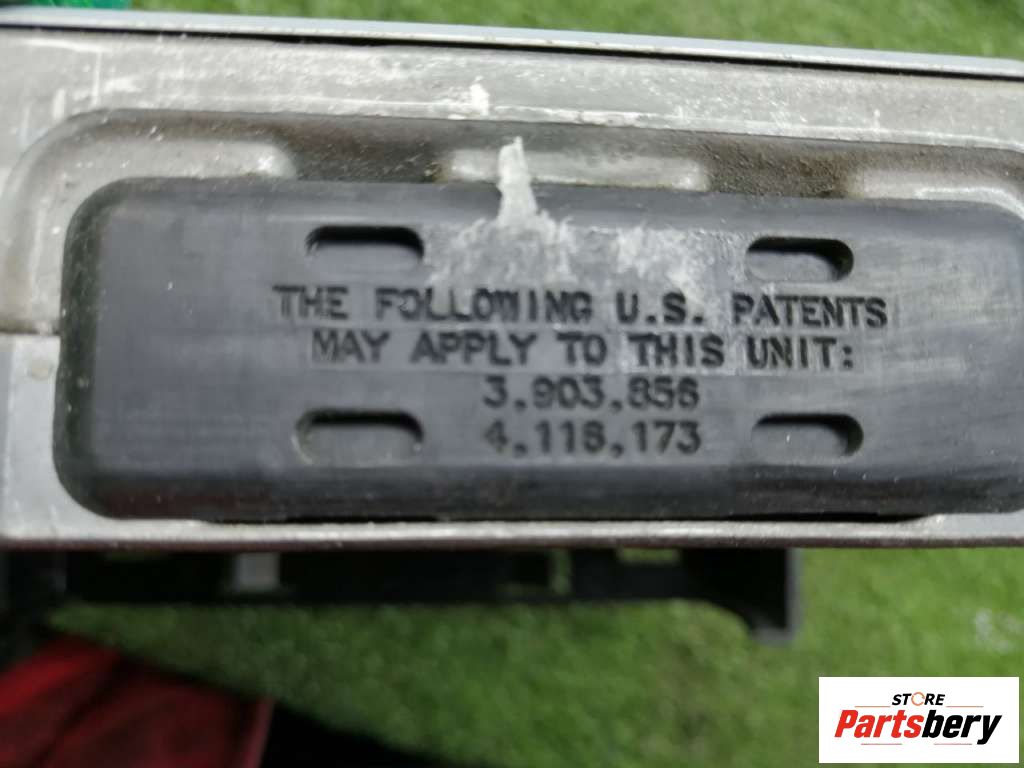 THE FOLLOWING U.S. PATENTS
MAY APPLY TO THIS UNIT:
3,903,856
4,118,173
STORE
Partsbery